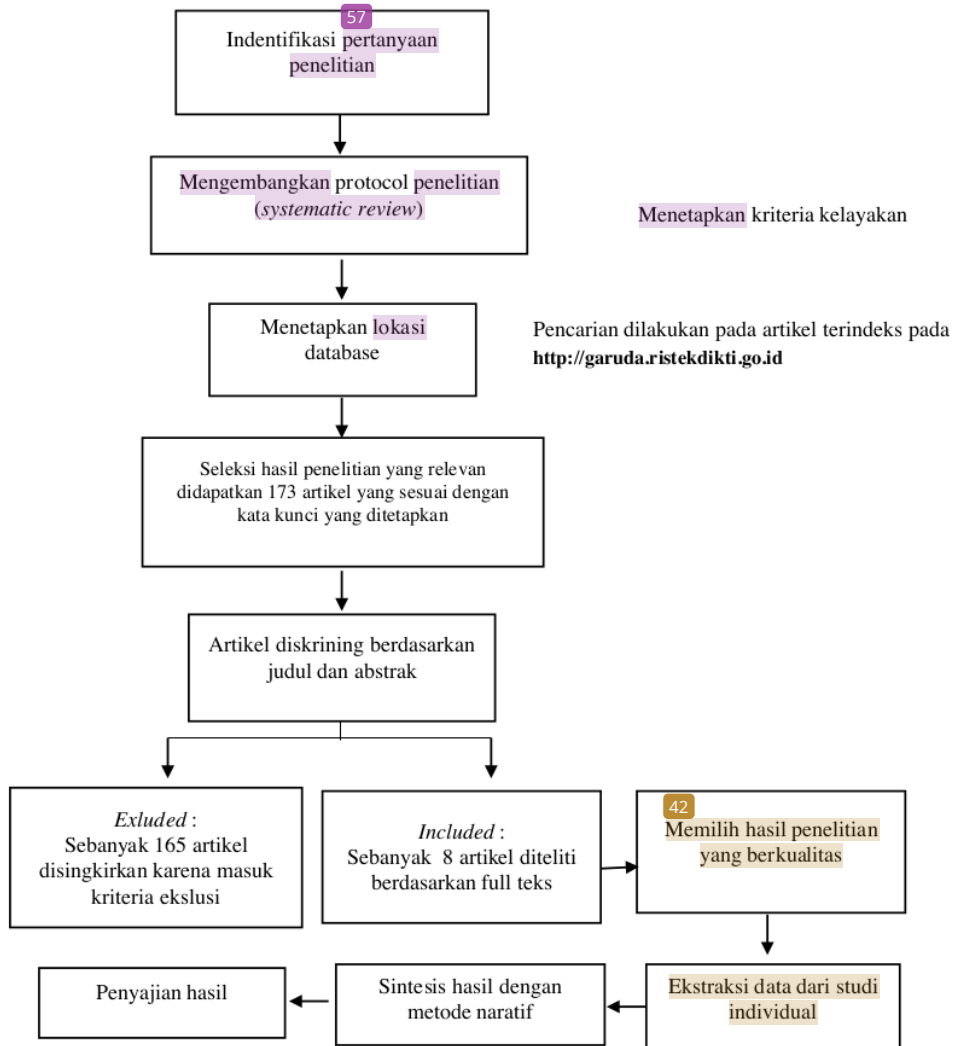 57
Indentifikasi pertanyaan
penelitian
Mengembangkan protocol penelitian
(systematic review)
Menetapkan kriteria kelayakan
Menetapkan lokasi
database
Pencarian dilakukan pada artikel terindeks pada
http://garuda.ristekdikti.go.id
Seleksi hasil penelitian yang relevan
didapatkan 173 artikel yang sesuai dengan
kata kunci yang ditetapkan
Artikel diskrining berdasarkan
judul dan abstrak
Exluded :
Sebanyak 165 artikel
disingkirkan karena masuk
kriteria ekslusi
Included :
Sebanyak 8 artikel diteliti
berdasarkan full teks
42
Memilih hasil penelitian
yang berkualitas
Ekstraksi data dari studi
individual
Sintesis hasil dengan
metode naratif
Penyajian hasil